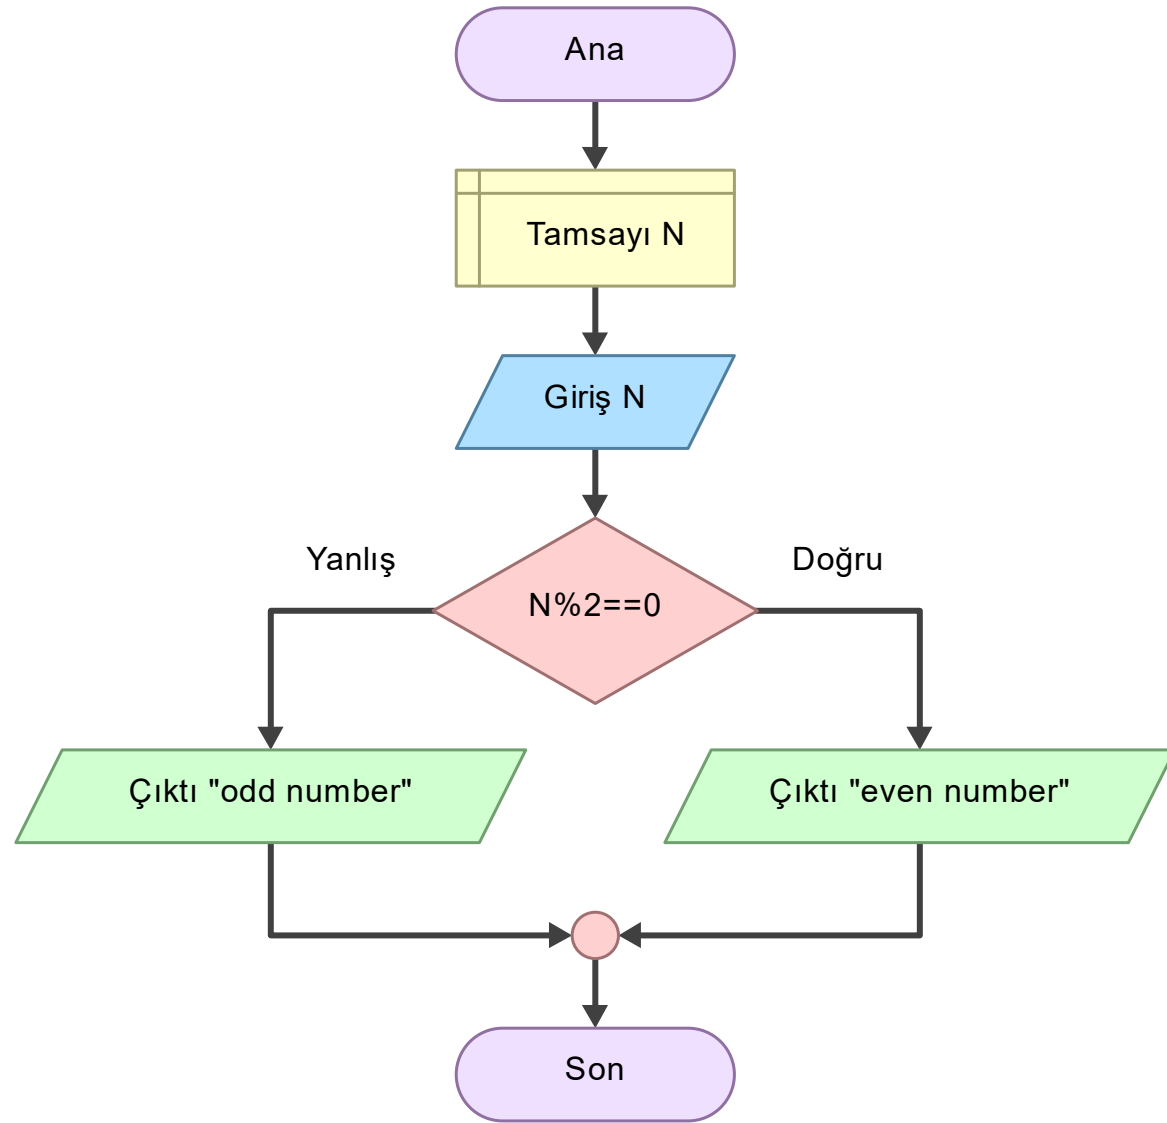 Ana
Tamsayı N
Giriş N
Yanlış
Doğru
N%2==0
Çıktı "odd number"
Çıktı "even number"
Son